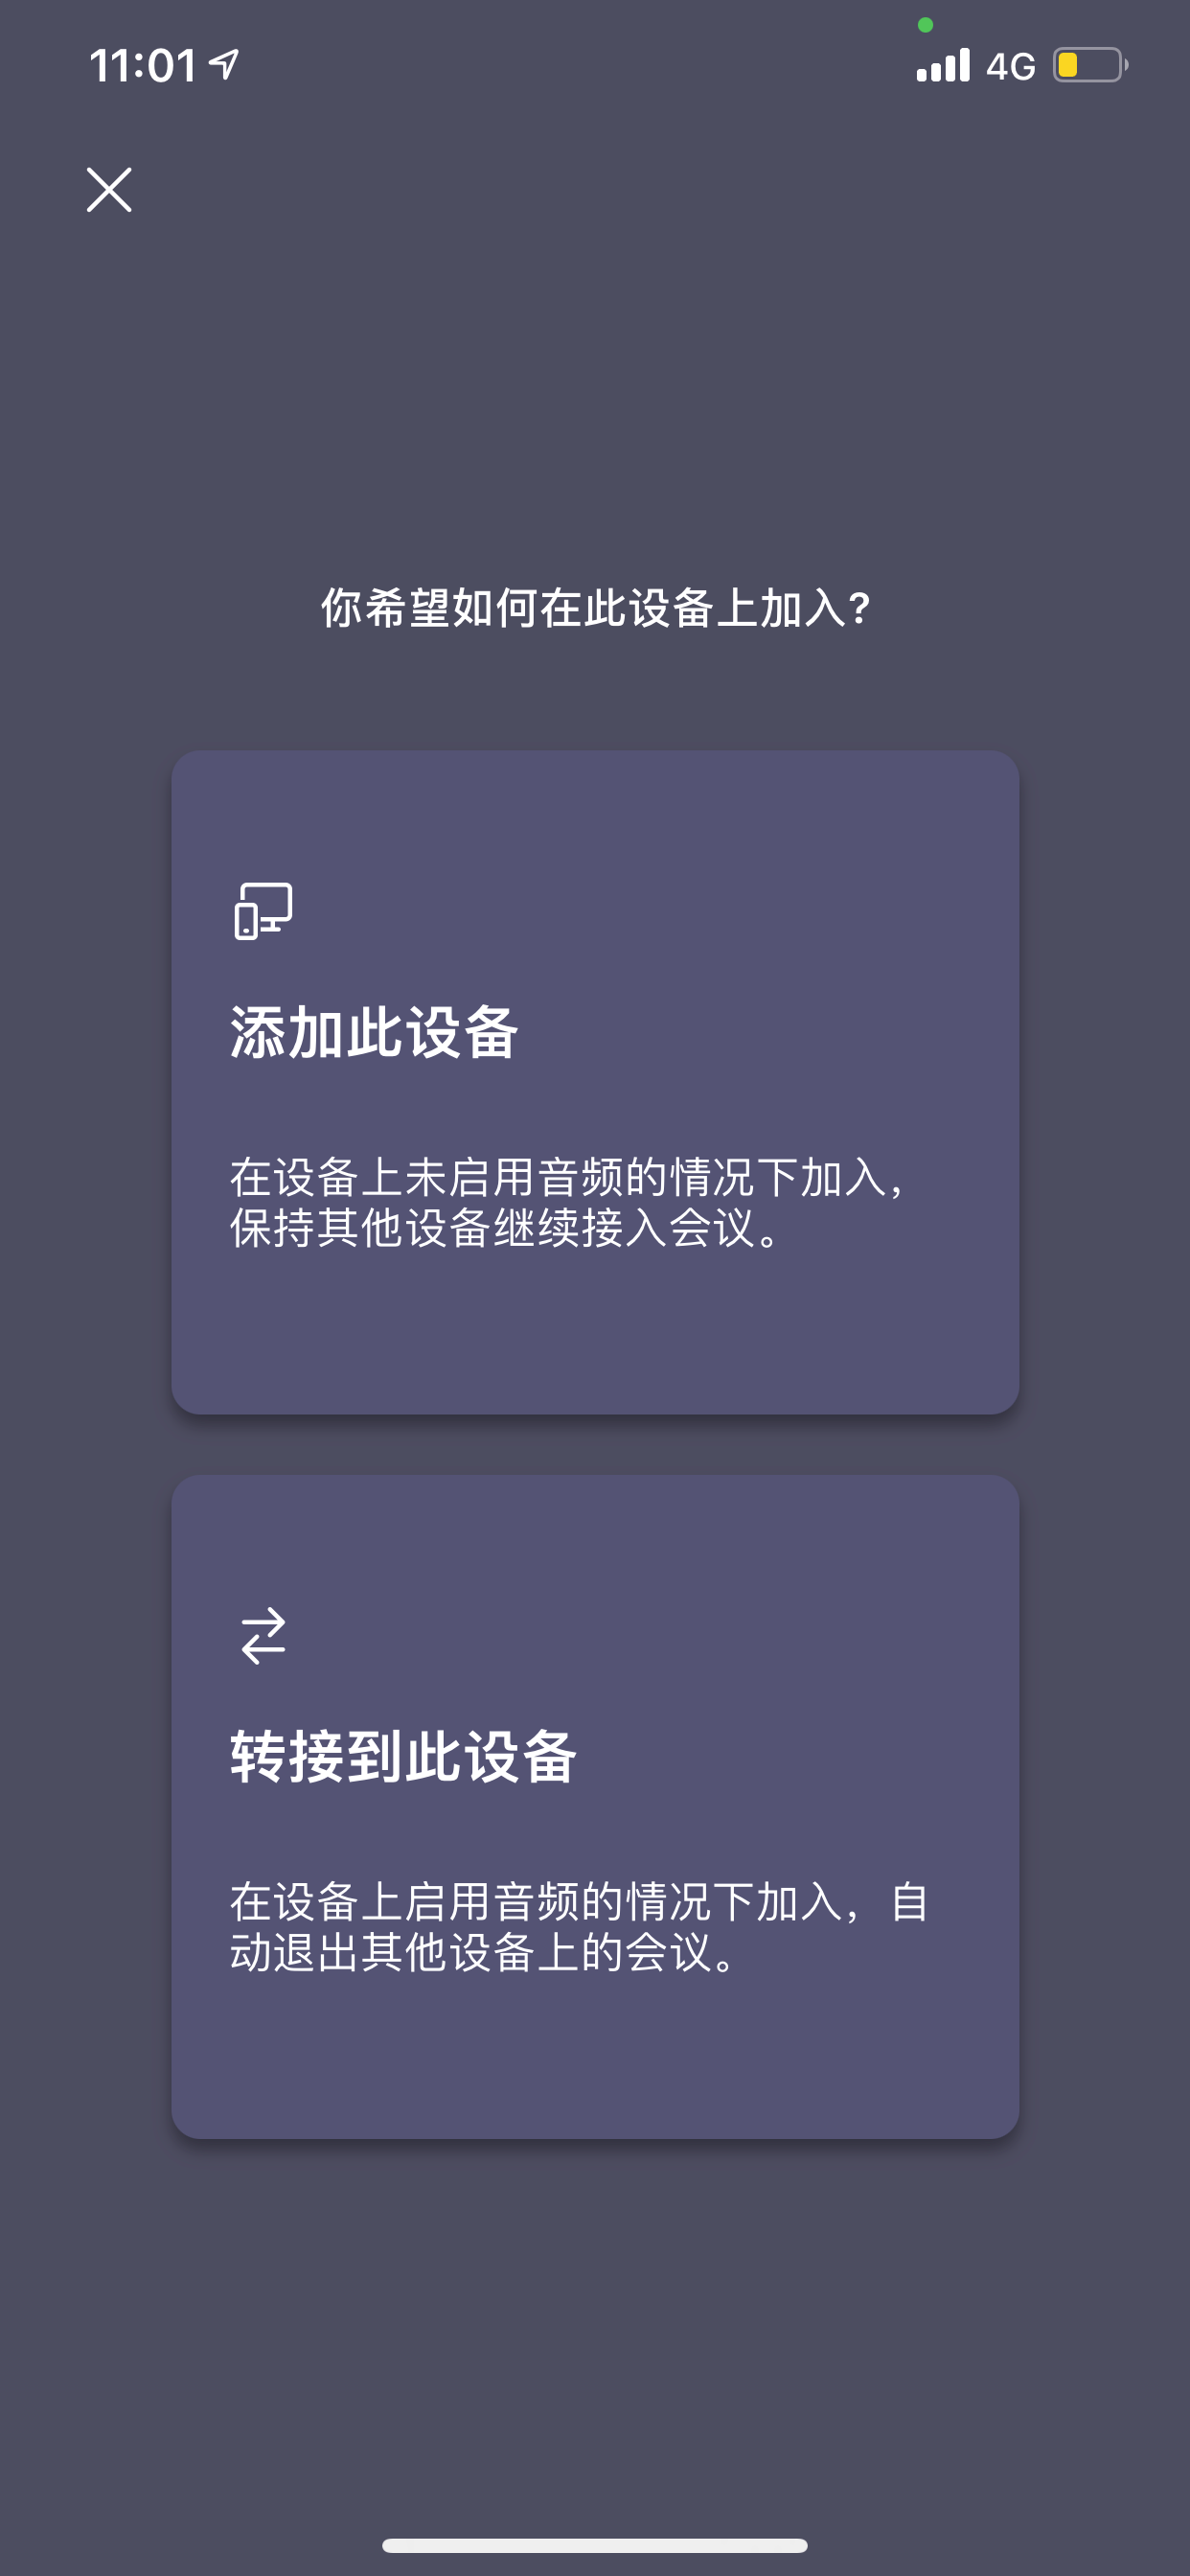 11:01
4G
你希望如何在此设备上加入?
添加此设备
在设备上未启用音频的情况下加入，
保持其他设备继续接入会议。
转接到此设备
在设备上启用音频的情况下加入，自
动退出其他设备上的会议。